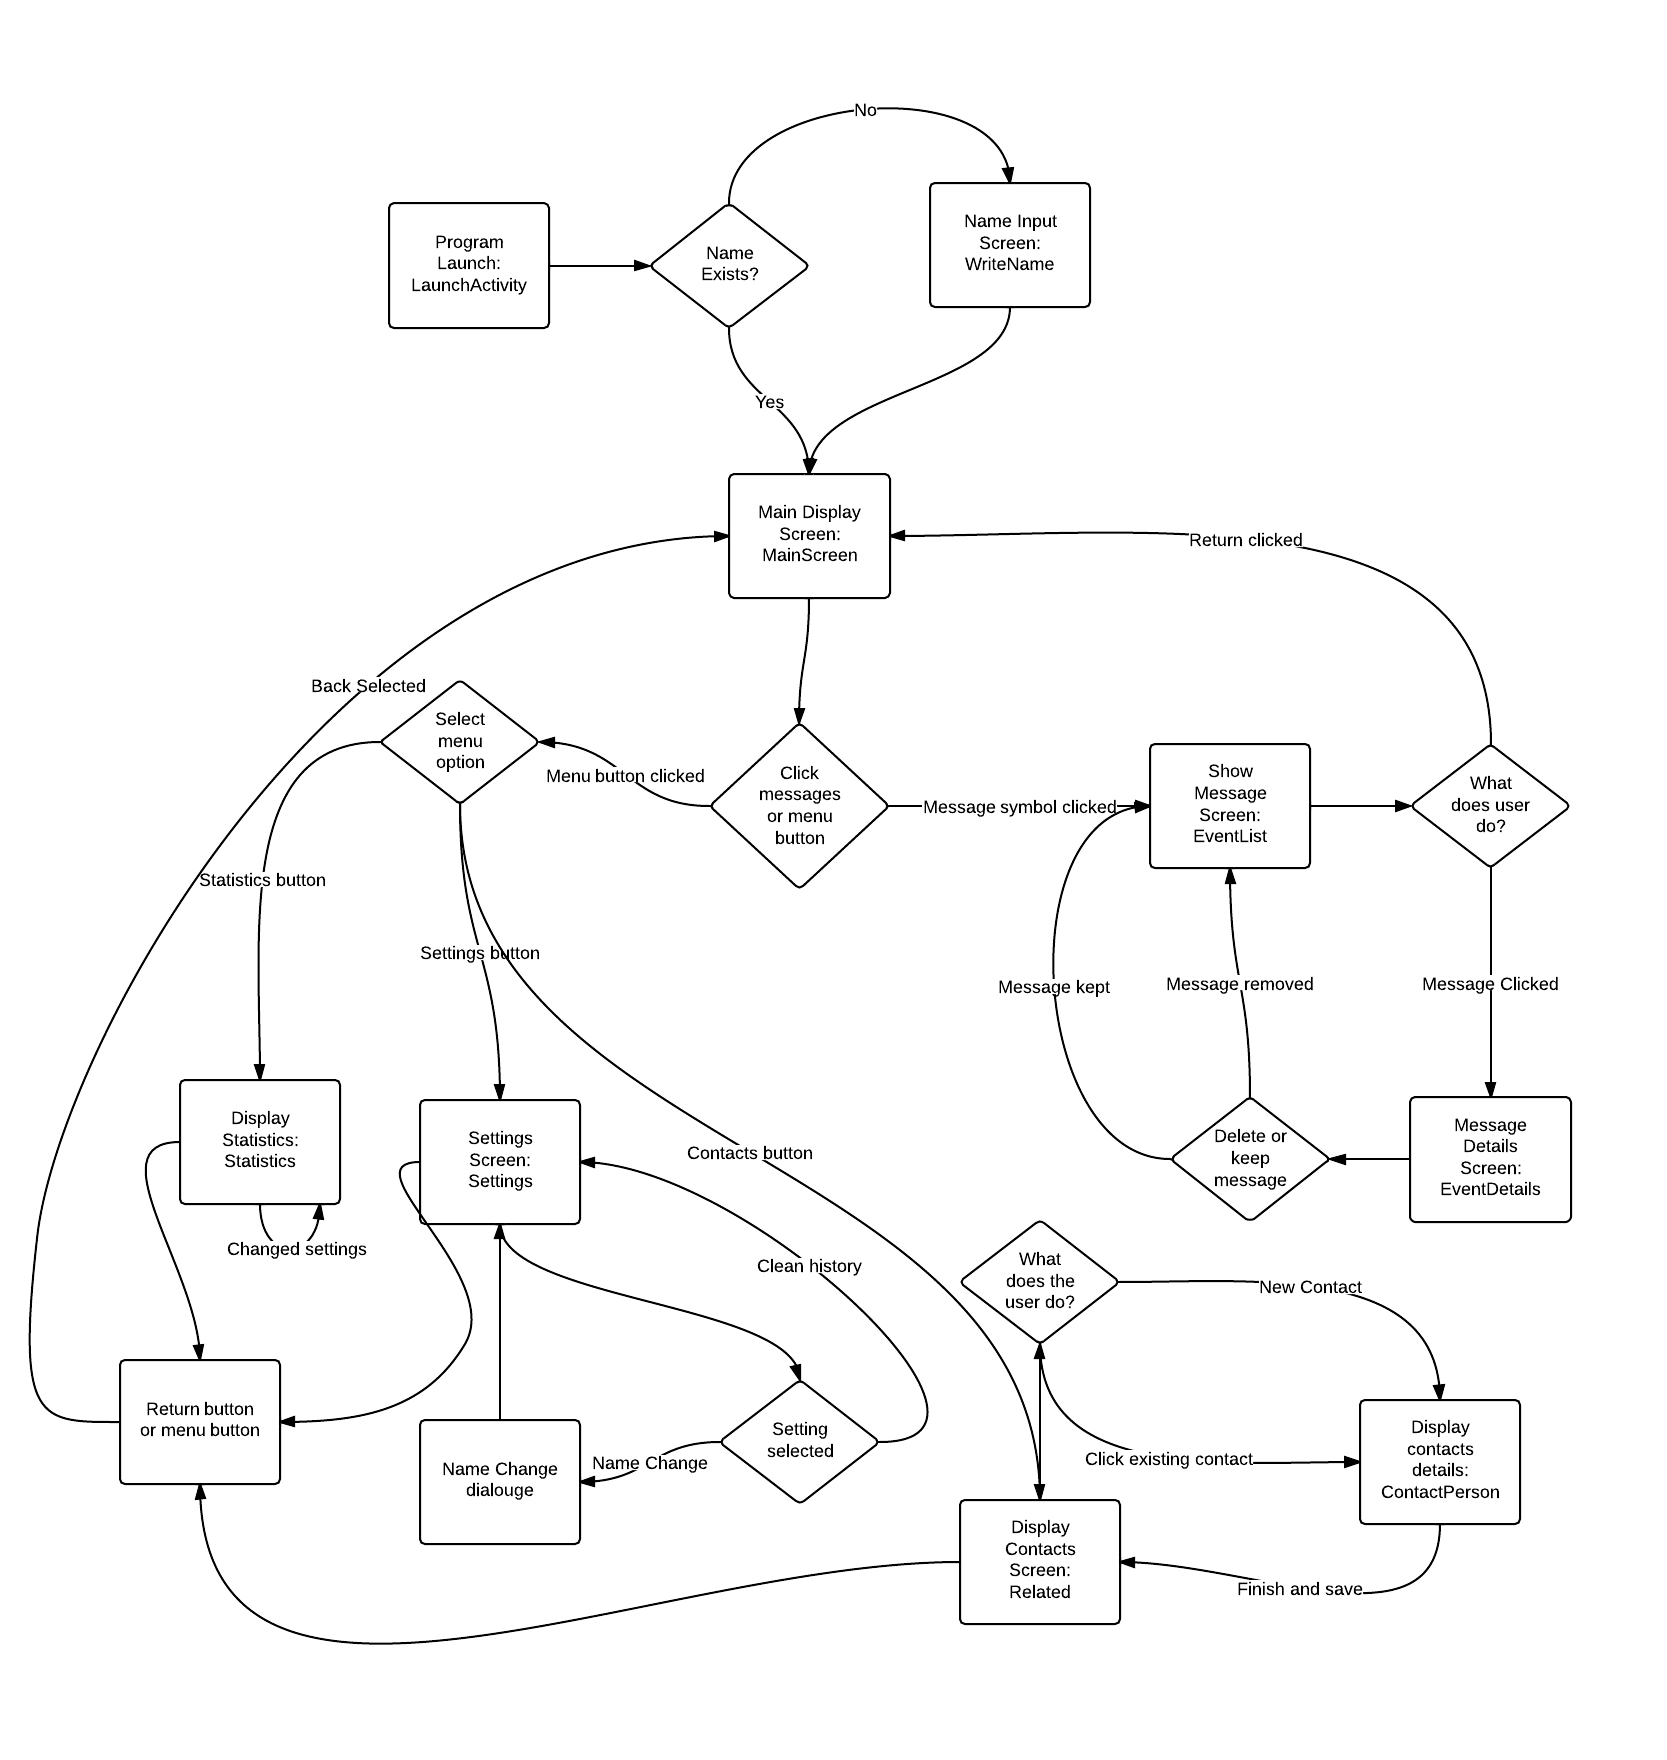 No
Program
Launch:
LaunchActivity
Name
Exists?
Name Input
Screen:
WriteName
Yes
Main Display
Screen:
MainScreen
Return clicked
Back Selected
Select
menu
option
Menu button clicked
Click
messages
or menu
button
Message symbol clicked
Show
Message
Screen:
EventList
What
does user
do?
Statistics button
Settings button
Message kept
Message removed
Message Clicked
Display
Statistics:
Statistics
Changed settings
Settings
Screen:
Settings
Contacts button
Delete or
keep
message
Message
Details
Screen:
EventDetails
Clean history
What
does the
user do?
New Contact
Return button
or menu button
Name Change
dialouge
Name Change
Setting
selected
Click existing contact
Display
contacts
details:
ContactPerson
Display
Contacts
Screen:
Related
Finish and save